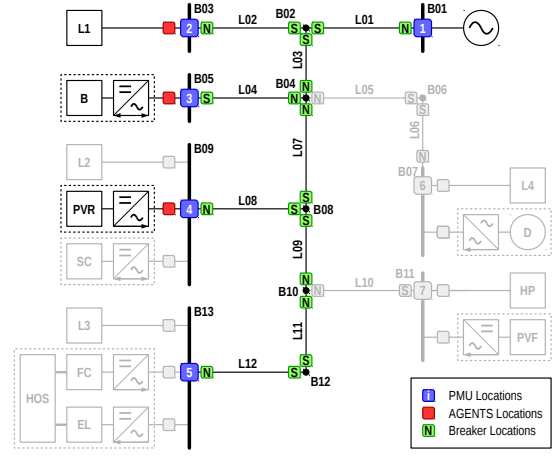 B03
B02
B01
L1
2
N
L02
S
S
L01
N
1
S
L03
B05
B04
N
B
3
S
L04
N
N
L05
S
B06
N
S
L06
L2
B09
L07
N
B07
6
L4
PVR
4
N
L08
S
S
B08
S
D
SC
L09
B11
N
B10
N
L10
S
7
HP
N
L3
B13
L11
PVF
HOS
FC
5
N
L12
S
S
B12
EL
i PMU Locations
AGENTS Locations
N Breaker Locations